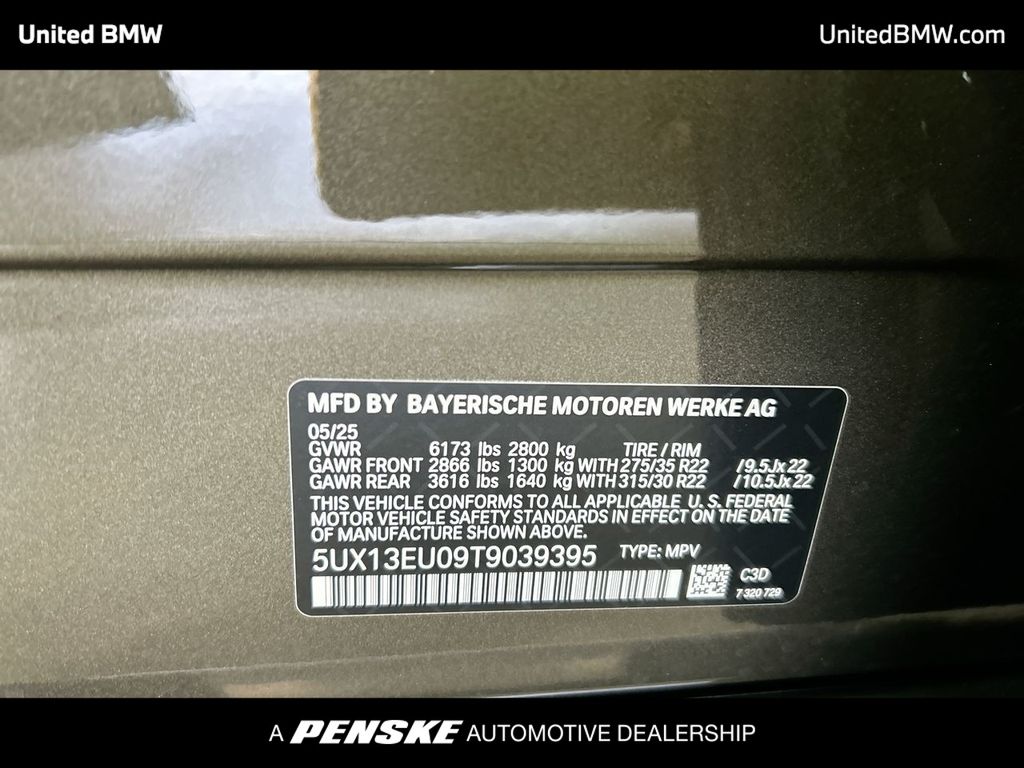 United BMW
UnitedBMW.com
MFD BY BAYERISCHE MOTOREN WERKE AG
05/25
GVWR 6173 lbs 2800 kg TIRE / RIM
GAWR FRONT 2866 lbs 1300 kg WITH 275/35 R22 / 9.5Jx22
GAWR REAR 3616 lbs 1640 kg WITH 315/30 R22 / 10.5Jx22
THIS VEHICLE CONFORMS TO ALL APPLICABLE U. S. FEDERAL
MOTOR VEHICLE SAFETY STANDARDS IN EFFECT ON THE DATE
OF MANUFACTURE SHOWN ABOVE.
5UX13EU09T9039395 TYPE: MPV
C3D
7 320 729
A PENSKE AUTOMOTIVE DEALERSHIP